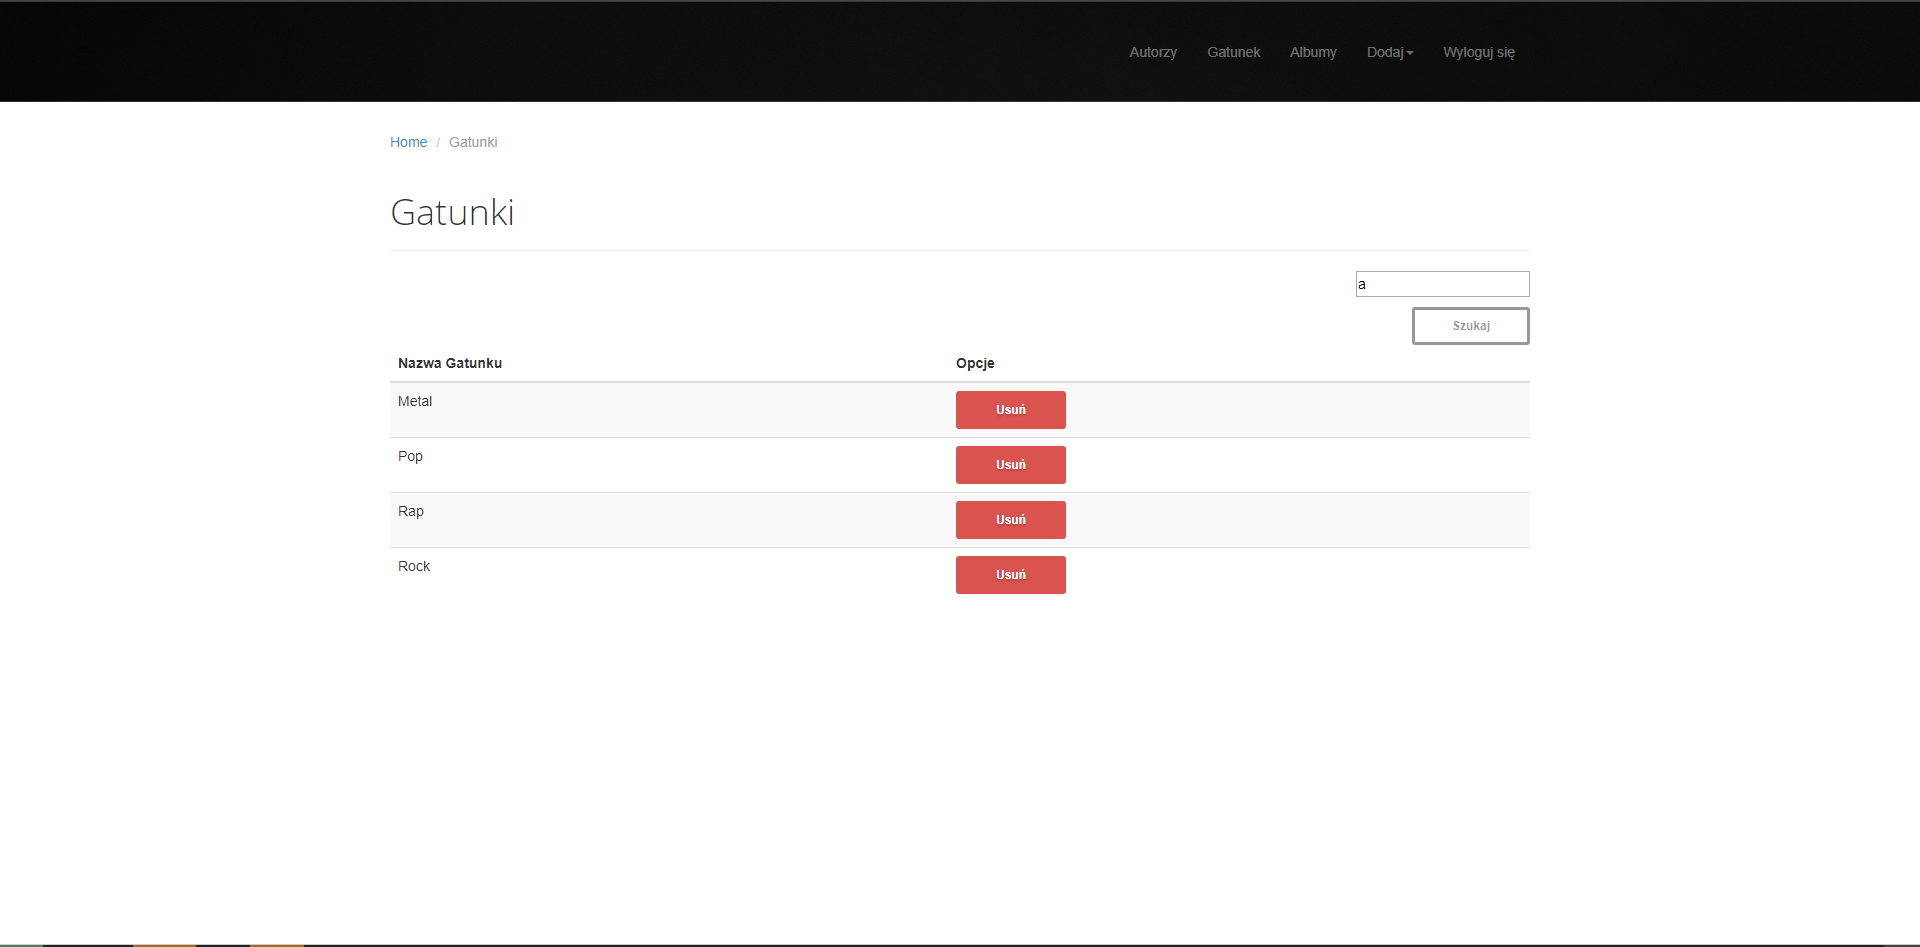 Autorzy Gatunek Albumy Dodaj Wyloguj się
Home / Gatunki
Gatunki
a
Szukaj
Nazwa Gatunku Opcje
Metal Usuń
Pop Usuń
Rap Usuń
Rock Usuń